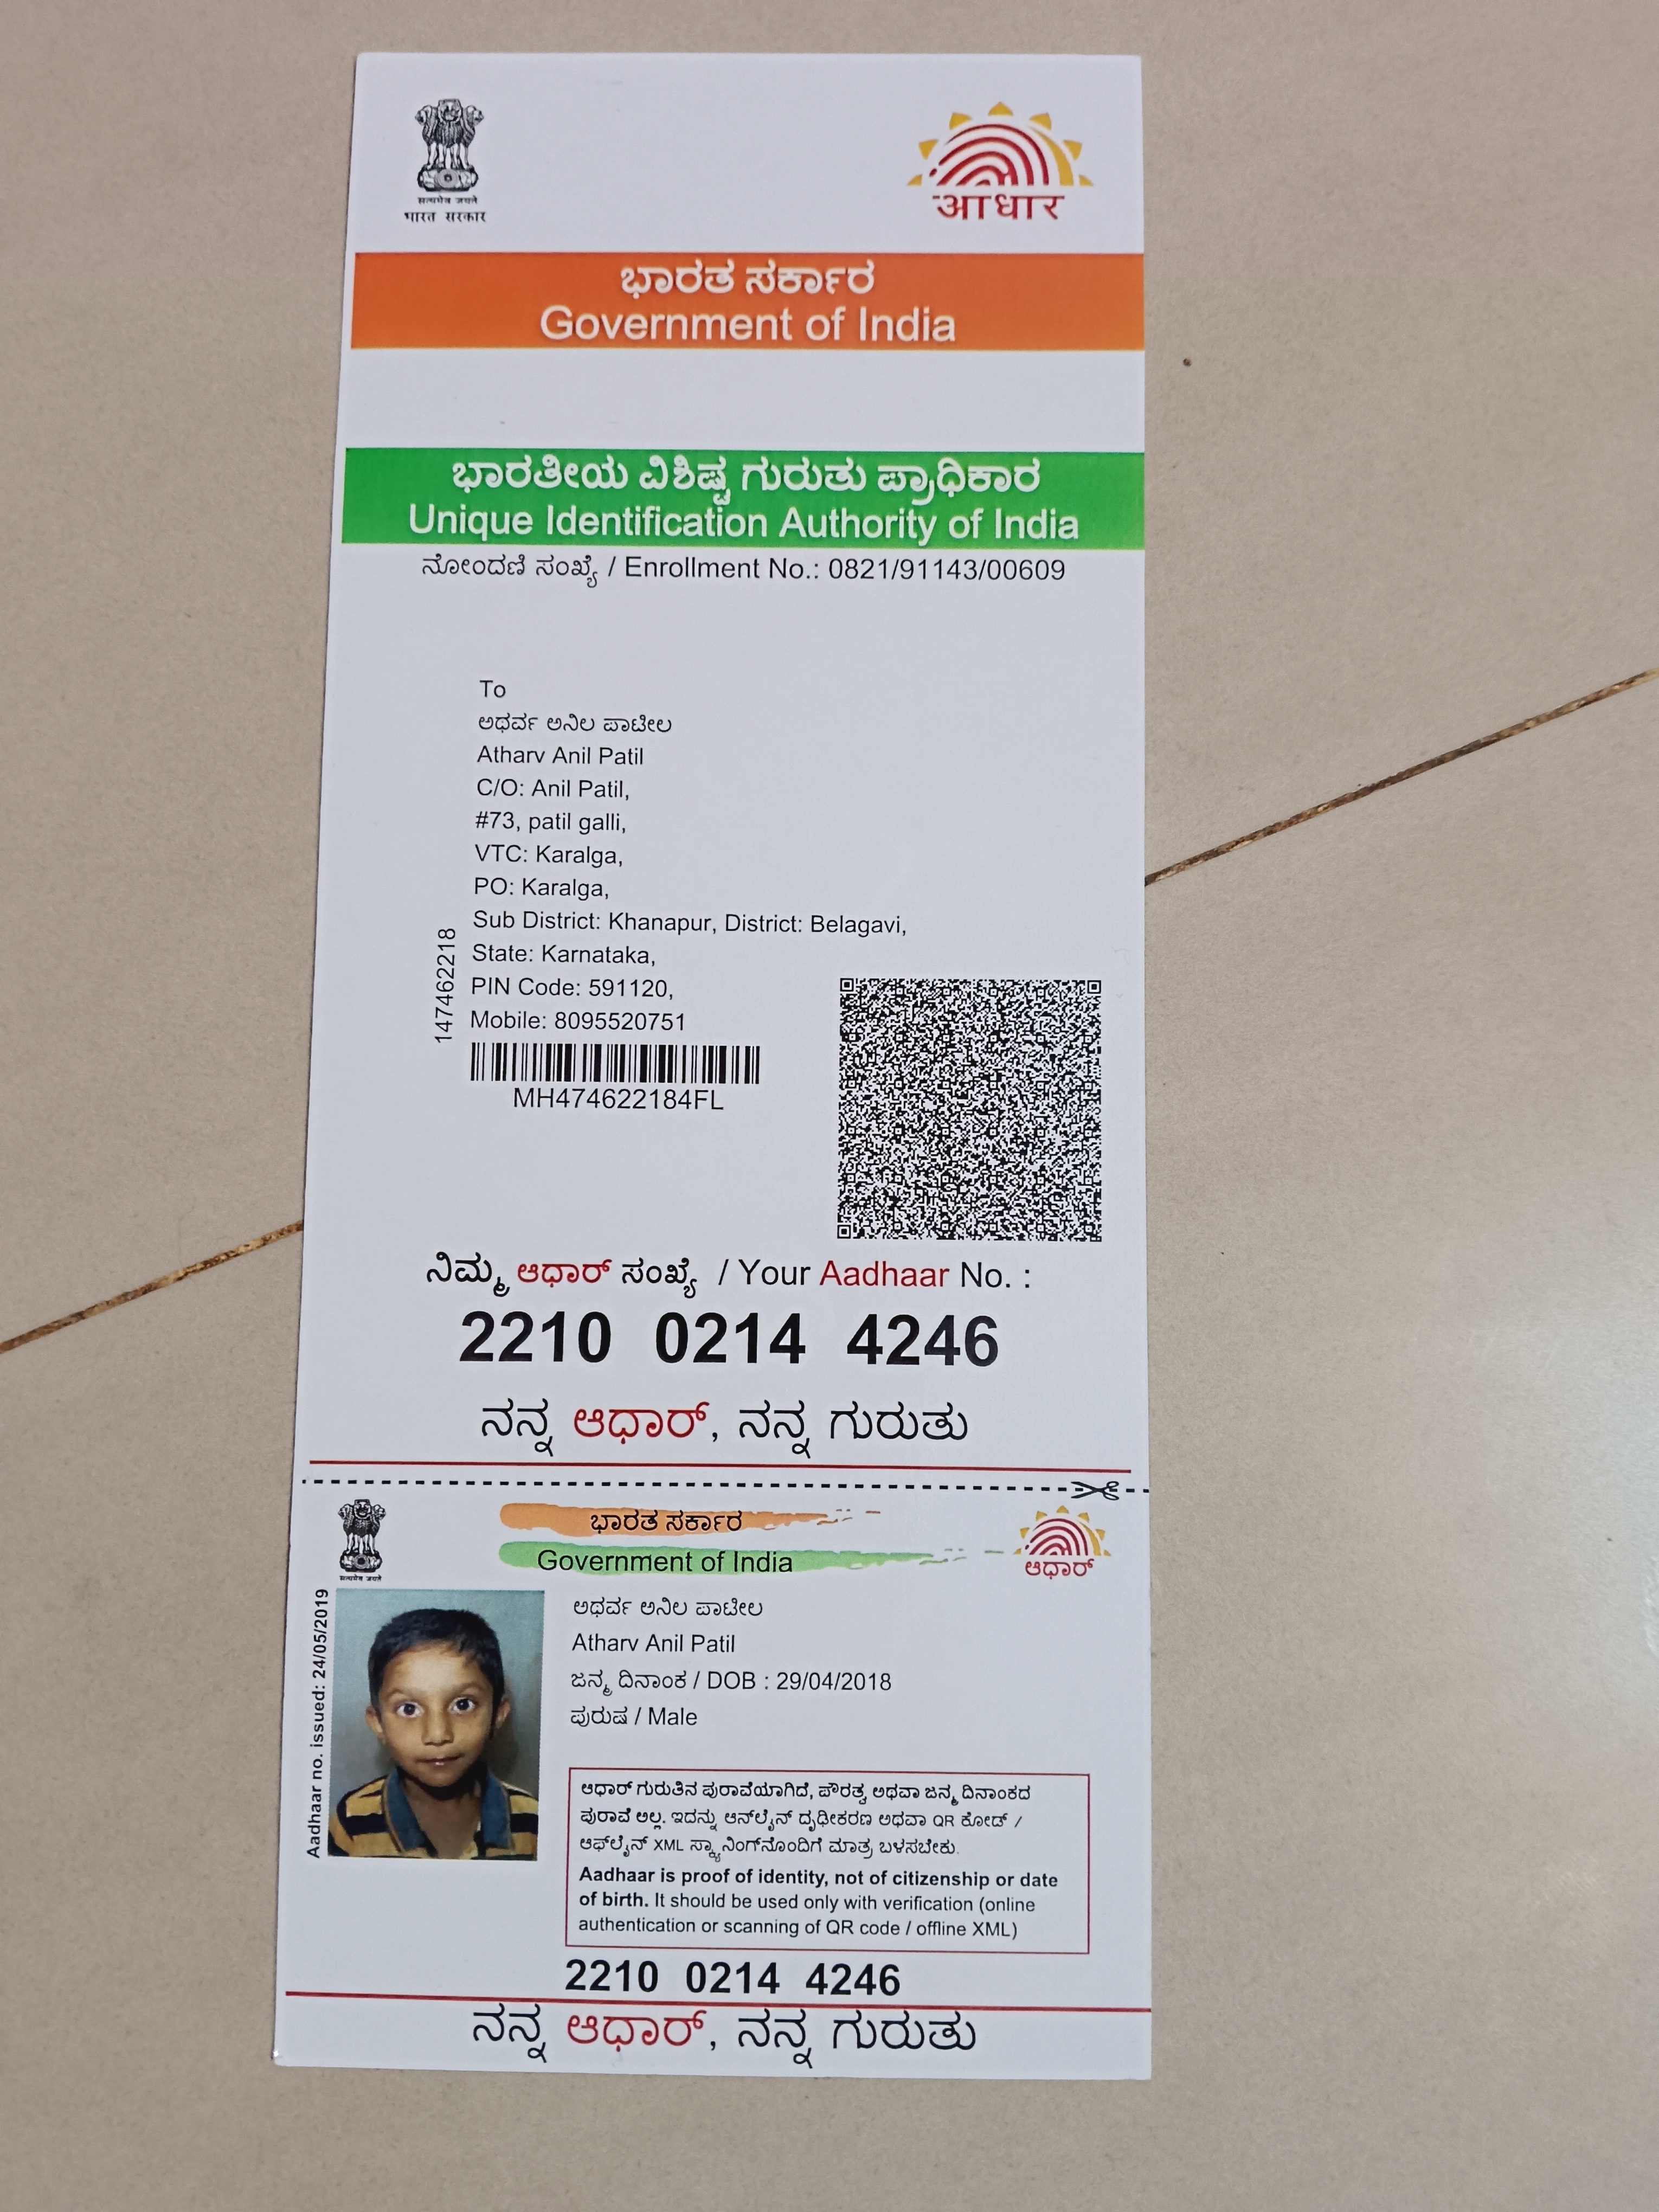 सत्यमेव जयते
भारत सरकार
आधार
ಭಾರತ ಸರ್ಕಾರ
Government of India
ಭಾರತೀಯ ವಿಶಿಷ್ಟ ಗುರುತು ಪ್ರಾಧಿಕಾರ
Unique Identification Authority of India
ನೋಂದಣಿ ಸಂಖ್ಯೆ / Enrollment No.: 0821/91143/00609
To
ಅಥರ್ವ ಅನಿಲ ಪಾಟೀಲ
Atharv Anil Patil
C/O: Anil Patil,
#73, patil galli,
VTC: Karalga,
PO: Karalga,
Sub District: Khanapur, District: Belagavi,
State: Karnataka,
PIN Code: 591120,
Mobile: 8095520751
147462218
MH474622184FL
ನಿಮ್ಮ ಆಧಾರ್ ಸಂಖ್ಯೆ / Your Aadhaar No. :
2210 0214 4246
ನನ್ನ ಆಧಾರ್, ನನ್ನ ಗುರುತು
सत्यमेव जयते
ಭಾರತ ಸರ್ಕಾರ
Government of India
ಆಧಾರ್
Aadhaar no. issued: 24/05/2019
ಅಥರ್ವ ಅನಿಲ ಪಾಟೀಲ
Atharv Anil Patil
ಜನ್ಮ ದಿನಾಂಕ / DOB : 29/04/2018
ಪುರುಷ / Male
ಆಧಾರ್ ಗುರುತಿನ ಪುರಾವೆಯಾಗಿದೆ, ಪೌರತ್ವ ಅಥವಾ ಜನ್ಮ ದಿನಾಂಕದ
ಪುರಾವೆ ಅಲ್ಲ. ಇದನ್ನು ಆನ್‌ಲೈನ್ ದೃಢೀಕರಣ ಅಥವಾ QR ಕೋಡ್ /
ಆಫ್‌ಲೈನ್ XML ಸ್ಕ್ಯಾನಿಂಗ್‌ನೊಂದಿಗೆ ಮಾತ್ರ ಬಳಸಬೇಕು.
Aadhaar is proof of identity, not of citizenship or date
of birth. It should be used only with verification (online
authentication or scanning of QR code / offline XML)
2210 0214 4246
ನನ್ನ ಆಧಾರ್, ನನ್ನ ಗುರುತು